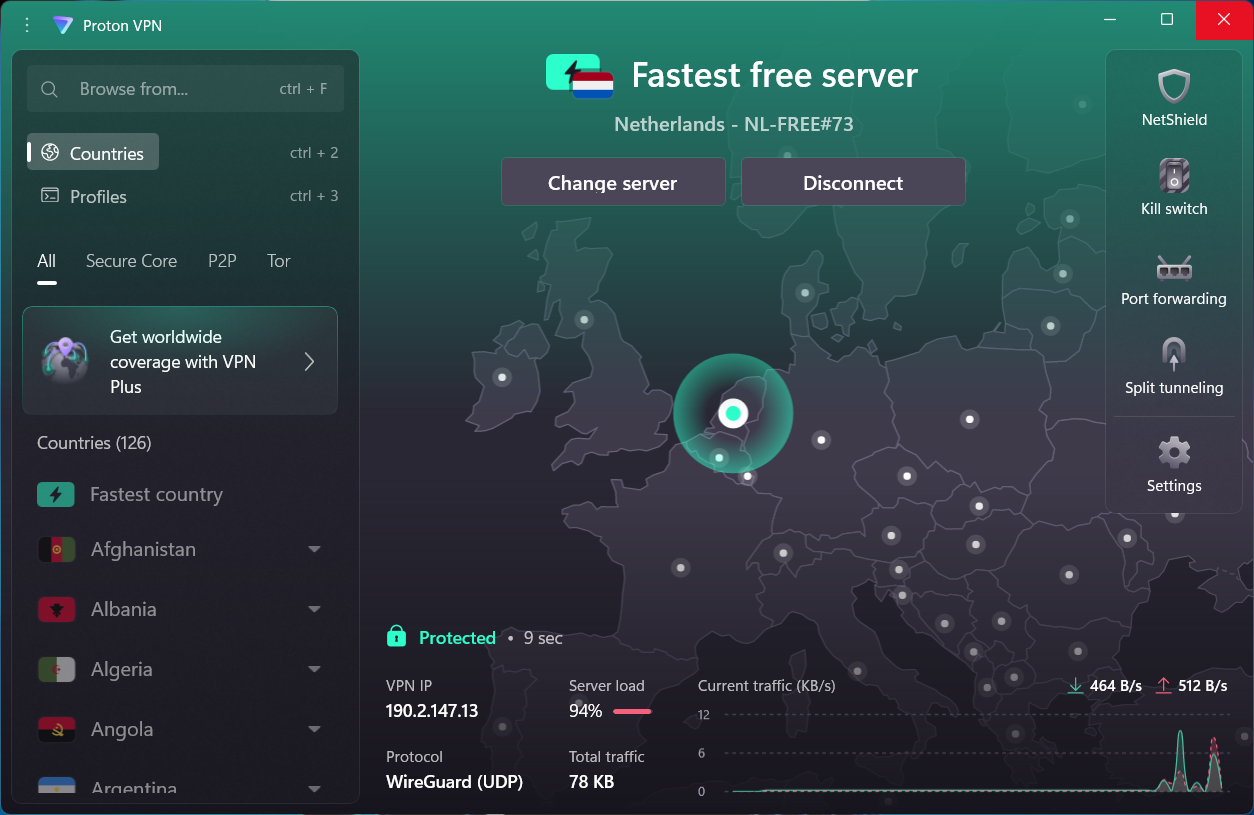 Proton VPN
Browse from...
ctrl + F
Countries
ctrl + 2
Profiles
ctrl + 3
All
Secure Core
P2P
Tor
Get worldwide
coverage with VPN
Plus
Countries (126)
Fastest country
Afghanistan
Albania
Algeria
Angola
Argentina
Fastest free server
Netherlands - NL-FREE#73
Change server
Disconnect
Protected • 9 sec
VPN IP
190.2.147.13
Server load
94%
Protocol
WireGuard (UDP)
Total traffic
78 KB
Current traffic (KB/s)
464 B/s
512 B/s
12
6
0
NetShield
Kill switch
Port forwarding
Split tunneling
Settings